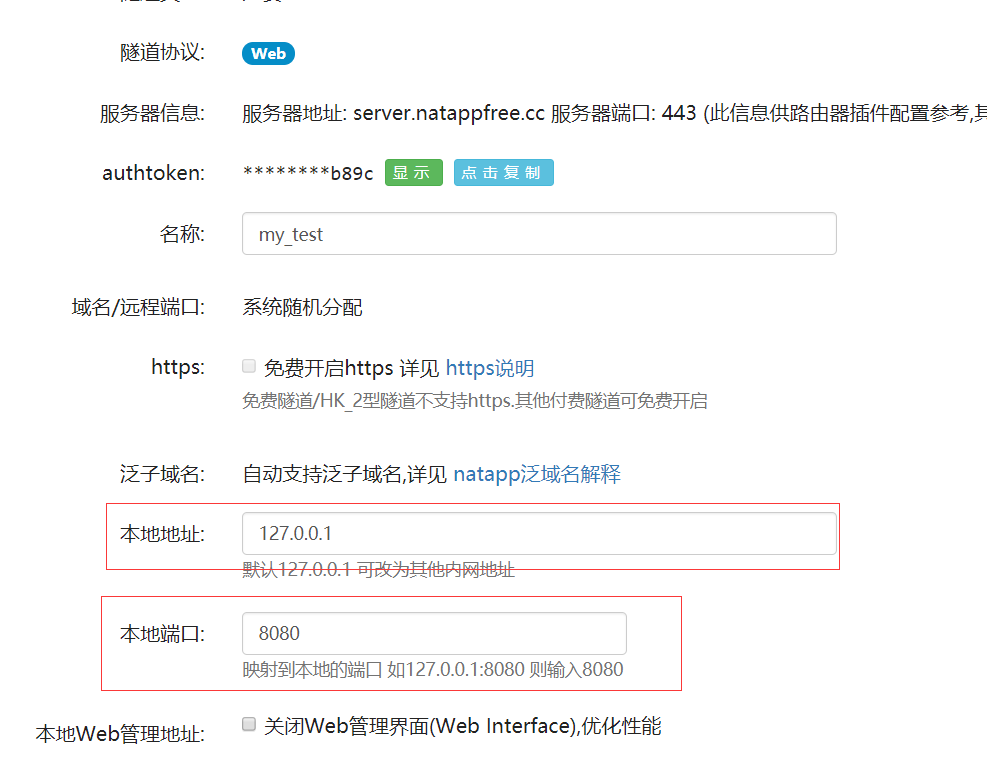 隧道协议: Web
服务器信息: 服务器地址: server.natappfree.cc 服务器端口: 443 (此信息供路由器插件配置参考,其
authtoken: ********b89c 显示 点击复制
名称: my_test
域名/远程端口: 系统随机分配
https: 免费开启https 详见 https说明
免费隧道/HK_2型隧道不支持https.其他付费隧道可免费开启
泛子域名: 自动支持泛子域名,详见 natapp泛域名解释
本地地址: 127.0.0.1
默认127.0.0.1 可改为其他内网地址
本地端口: 8080
映射到本地的端口 如127.0.0.1:8080 则输入8080
本地Web管理地址: 关闭Web管理界面(Web Interface),优化性能